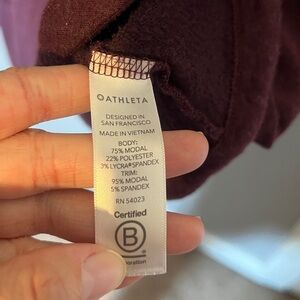 ATHLETA
DESIGNED IN
SAN FRANCISCO
MADE IN VIETNAM
BODY:
75% MODAL
22% POLYESTER
3% LYCRA® SPANDEX
TRIM:
95% MODAL
5% SPANDEX
RN 54023
Certified
B
oration